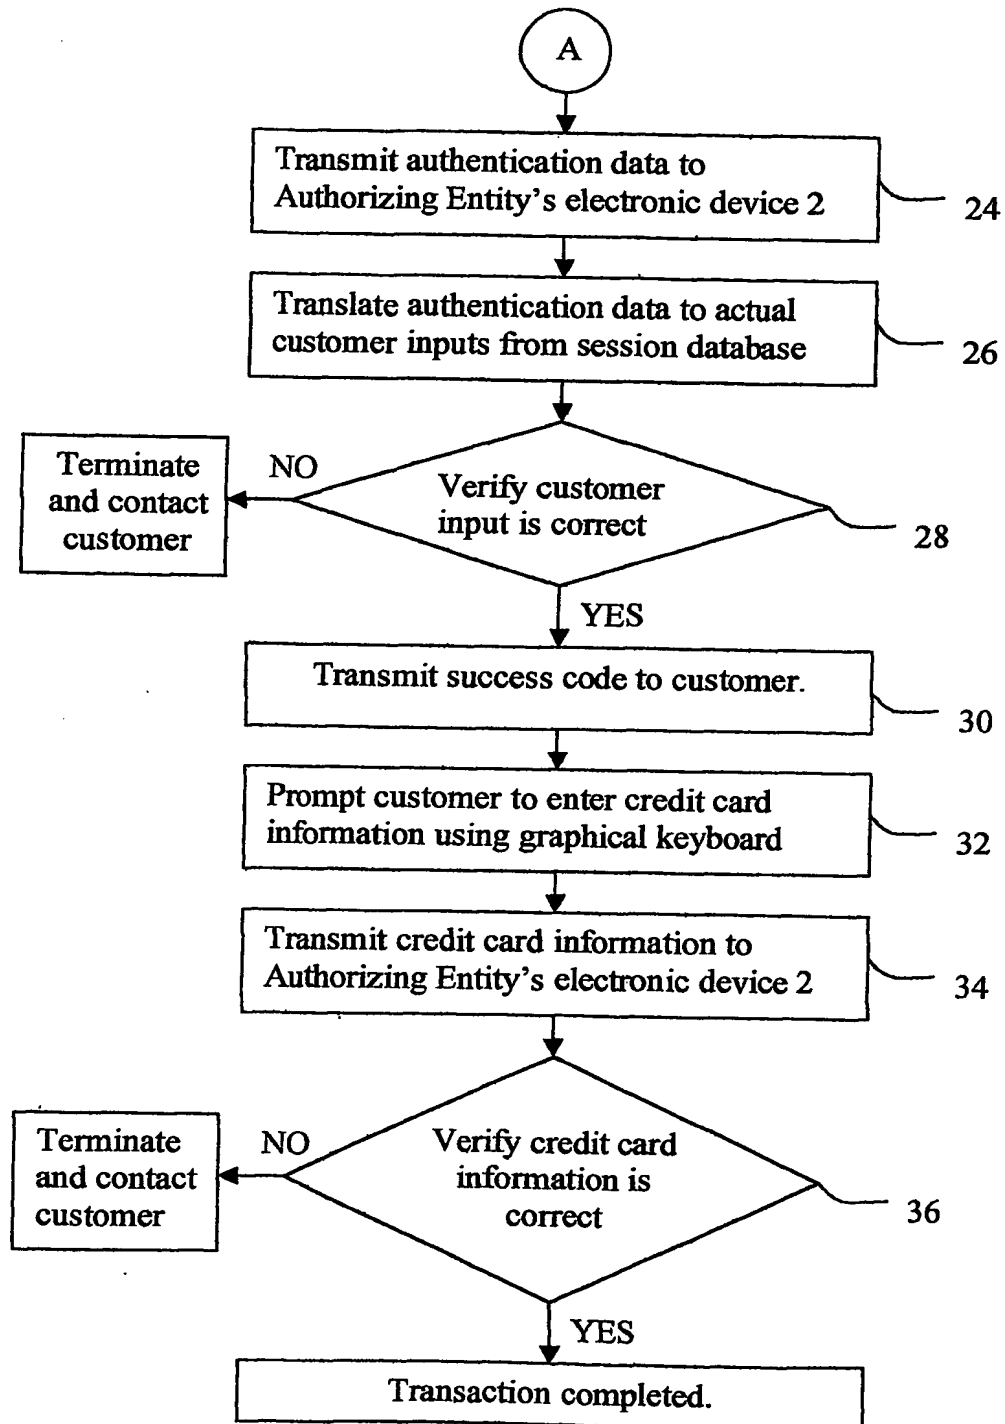 A
Transmit authentication data to
Authorizing Entity's electronic device 2
24
Translate authentication data to actual
customer inputs from session database
26
Terminate
and contact
customer
NO
Verify customer
input is correct
28
YES
Transmit success code to customer.
30
Prompt customer to enter credit card
information using graphical keyboard
32
Transmit credit card information to
Authorizing Entity's electronic device 2
34
Terminate
and contact
customer
NO
Verify credit card
information is
correct
36
YES
Transaction completed.